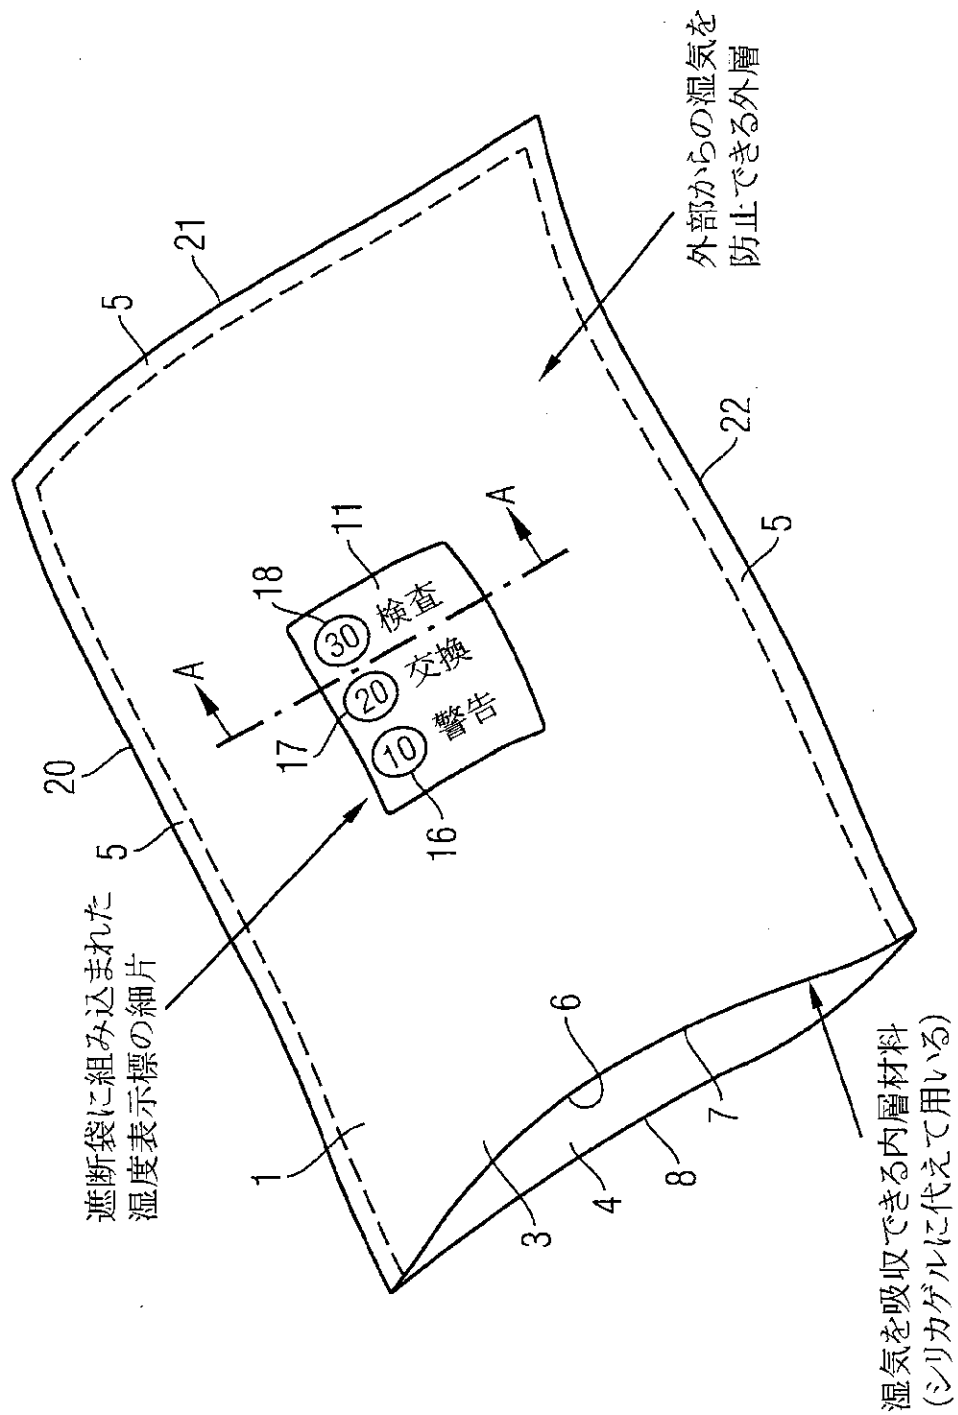 遮断袋に組み込まれた
湿度表示標の細片
外部からの湿気を
防止できる外層
湿気を吸収できる内層材料
(シリカゲルに代えて用いる)
20
5
5
21
A
A
17
18
11
30
20
10
検査
交換
警告
16
1
3
4
6
7
8
5
22